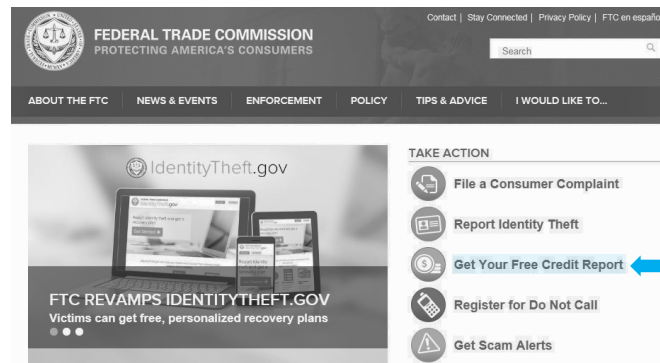 Contact | Stay Connected | Privacy Policy | FTC en españo
FEDERAL TRADE COMMISSION
PROTECTING AMERICA'S CONSUMERS
Search
ABOUT THE FTC NEWS & EVENTS ENFORCEMENT POLICY TIPS & ADVICE I WOULD LIKE TO...
IdentityTheft.gov
FTC REVAMPS IDENTITYTHEFT.GOV
Victims can get free, personalized recovery plans
TAKE ACTION
File a Consumer Complaint
Report Identity Theft
Get Your Free Credit Report
Register for Do Not Call
Get Scam Alerts